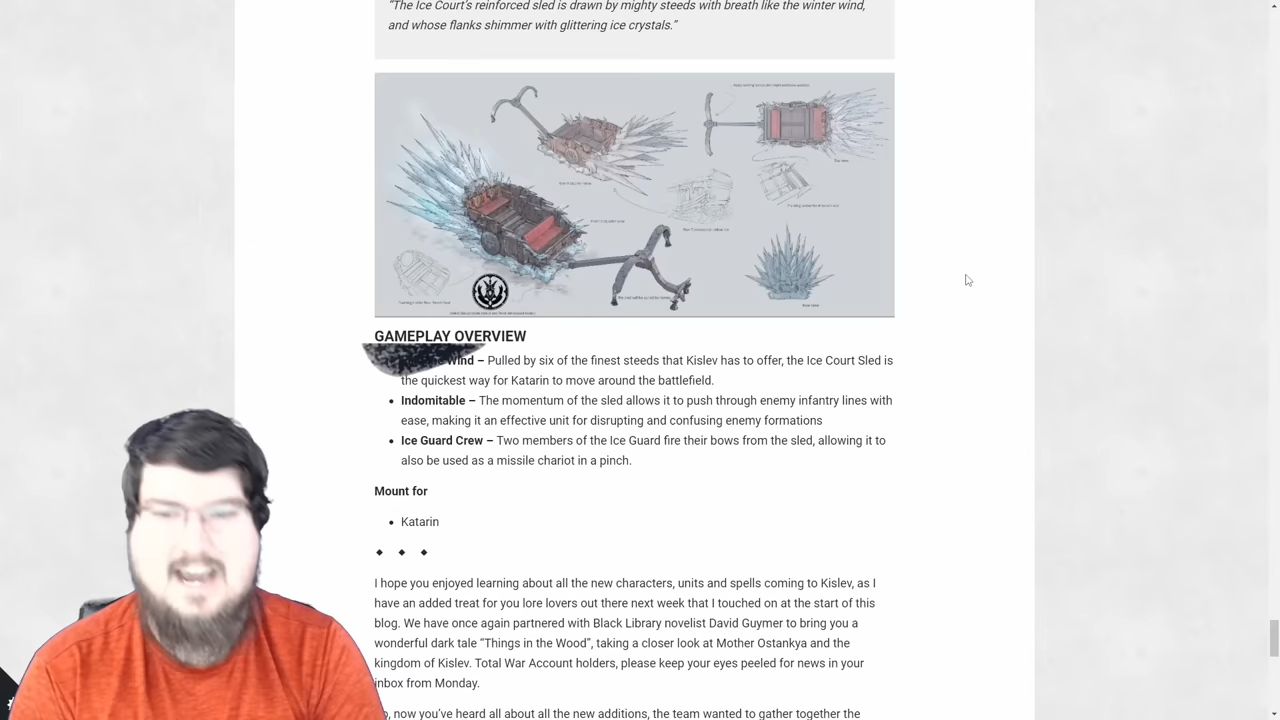 “The Ice Court’s reinforced sled is drawn by mighty steeds with breath like the winter wind,
and whose flanks shimmer with glittering ice crystals.”
Top view
GAMEPLAY OVERVIEW
Wind – Pulled by six of the finest steeds that Kislev has to offer, the Ice Court Sled is
the quickest way for Katarin to move around the battlefield.
• Indomitable – The momentum of the sled allows it to push through enemy infantry lines with
ease, making it an effective unit for disrupting and confusing enemy formations
• Ice Guard Crew – Two members of the Ice Guard fire their bows from the sled, allowing it to
also be used as a missile chariot in a pinch.
Mount for
• Katarin
I hope you enjoyed learning about all the new characters, units and spells coming to Kislev, as I
have an added treat for you lore lovers out there next week that I touched on at the start of this
blog. We have once again partnered with Black Library novelist David Guymer to bring you a
wonderful dark tale “Things in the Wood”, taking a closer look at Mother Ostankya and the
kingdom of Kislev. Total War Account holders, please keep your eyes peeled for news in your
inbox from Monday.
now you’ve heard all about all the new additions, the team wanted to gather together the